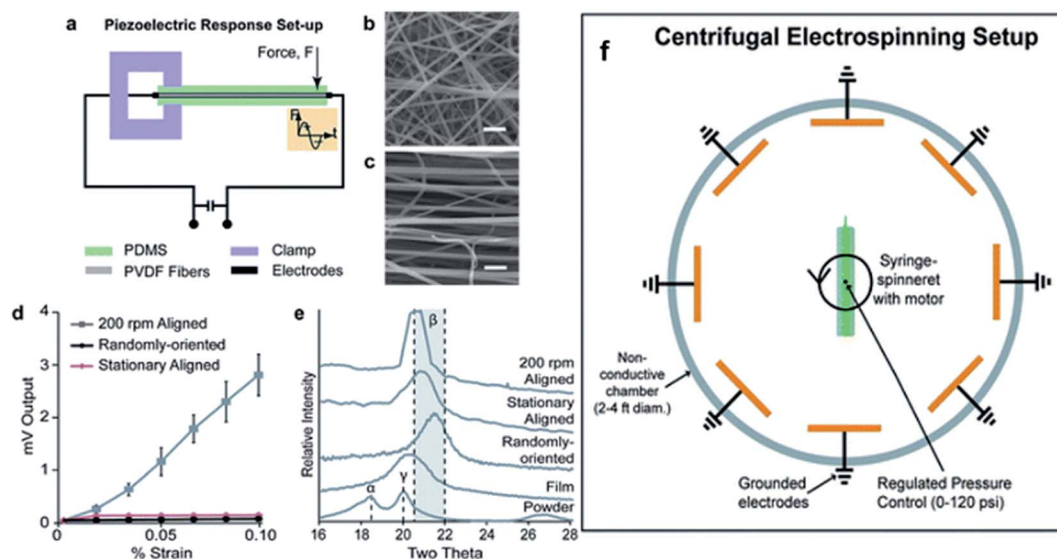 a
Piezoelectric Response Set-up
Force, F
F
t
PDMS
Clamp
PVDF Fibers
Electrodes
b
c
d
4
3
2
1
0
mV Output
0
0.05
0.10
% Strain
200 rpm Aligned
Randomly-oriented
Stationary Aligned
e
β
200 rpm
Aligned
Stationary
Aligned
Randomly-
oriented
Film
Powder
α
γ
Relative Intensity
16
18
20
22
24
26
28
Two Theta
f
Centrifugal Electrospinning Setup
Syringe-
spinneret
with motor
Non-
conductive
chamber
(2-4 ft diam.)
Grounded
electrodes
Regulated Pressure
Control (0-120 psi)